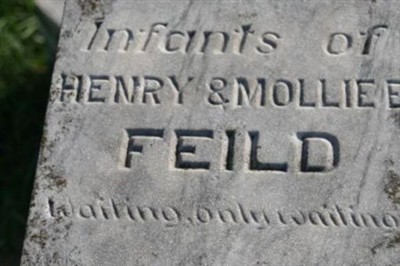 Infants of
HENRY & MOLLIE E
FEILD
Waiting, only waiting